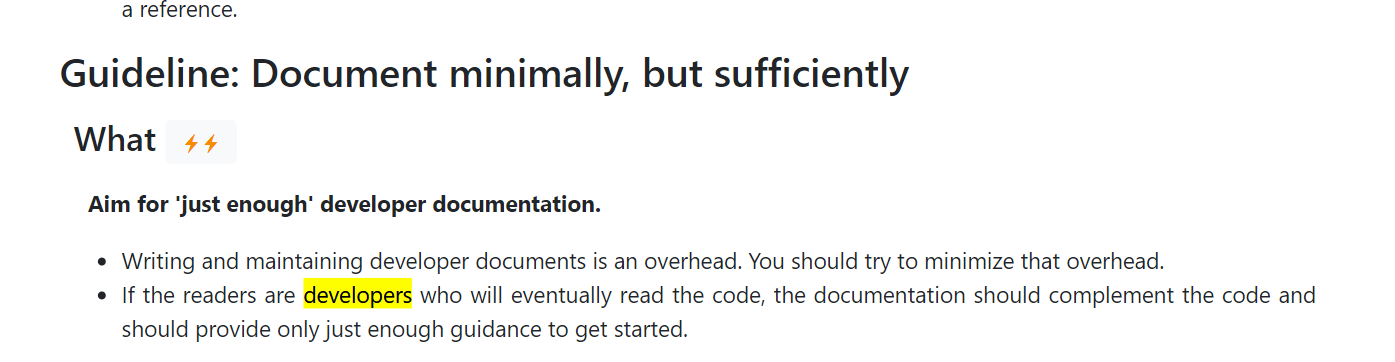 a reference.
Guideline: Document minimally, but sufficiently
What
Aim for 'just enough' developer documentation.
• Writing and maintaining developer documents is an overhead. You should try to minimize that overhead.
• If the readers are developers who will eventually read the code, the documentation should complement the code and
should provide only just enough guidance to get started.